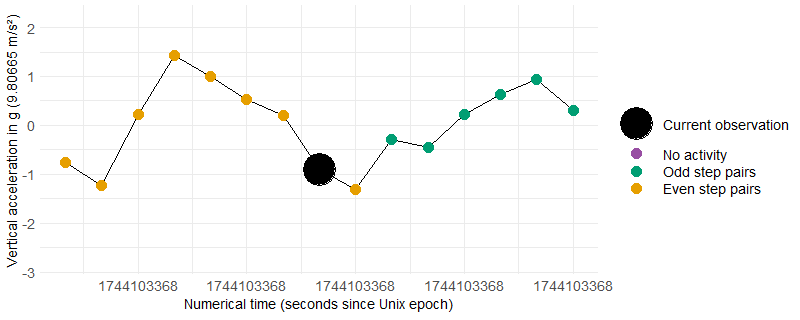 Vertical acceleration in g (9.80665 m/s²)
2
1
0
-1
-2
-3
1744103368 1744103368 1744103368 1744103368 1744103368
Numerical time (seconds since Unix epoch)
Current observation
No activity
Odd step pairs
Even step pairs